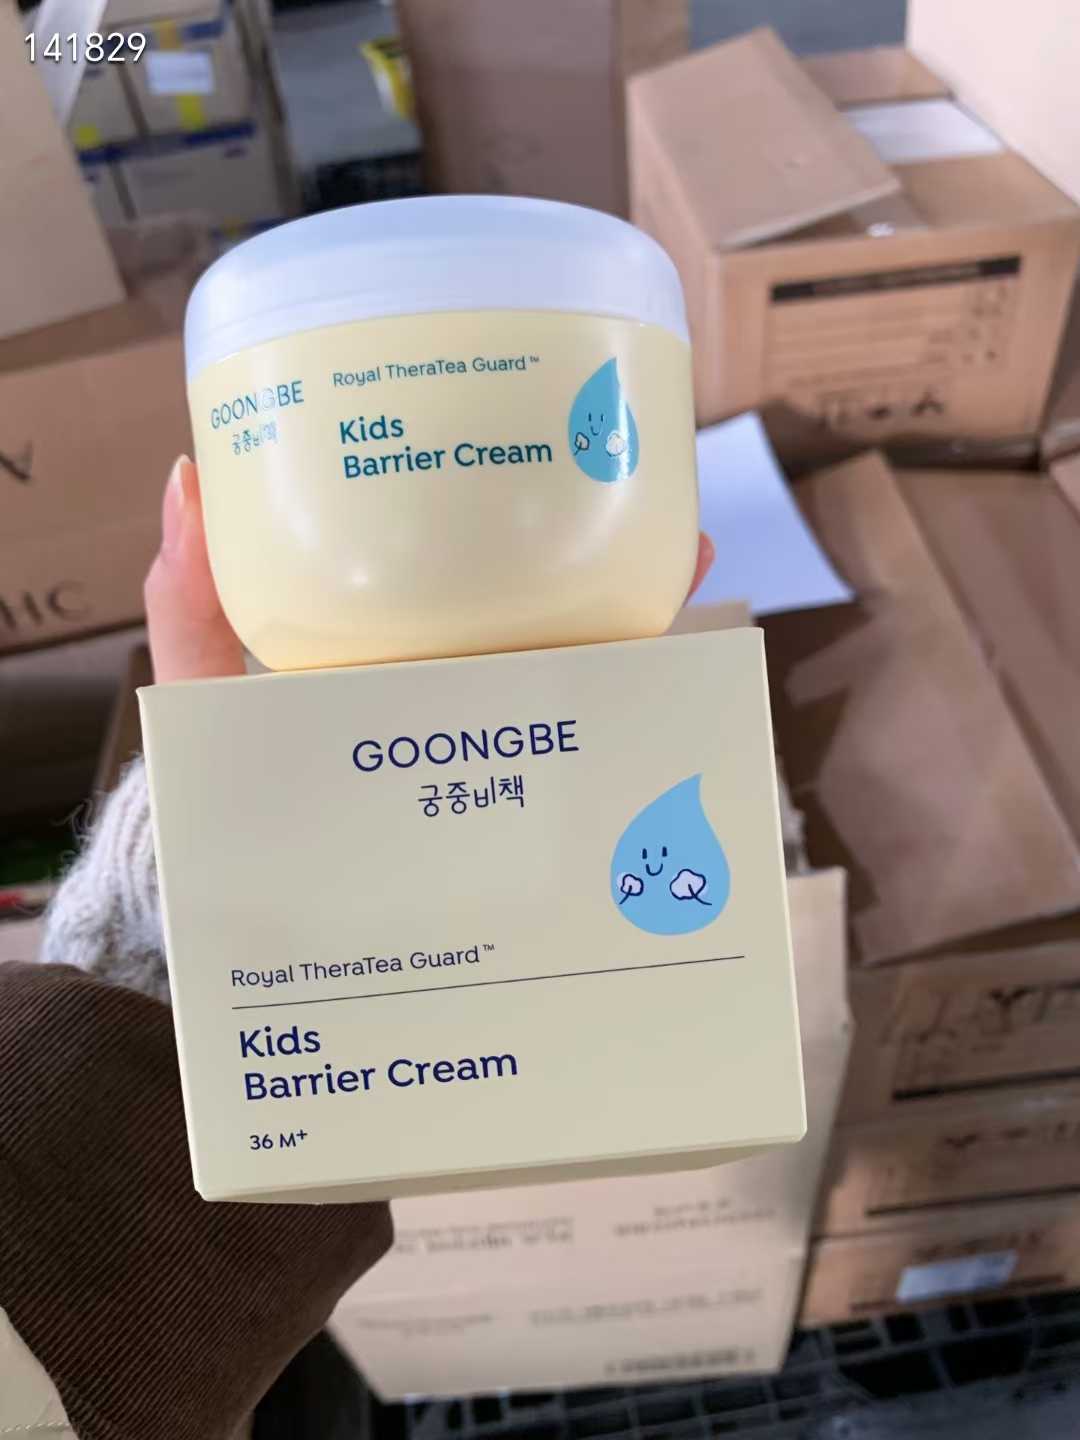 141829
GOONGBE
궁중비책
Royal TheraTea Guard™
Kids
Barrier Cream
GOONGBE
궁중비책
Royal TheraTea Guard™
Kids
Barrier Cream
36 M+